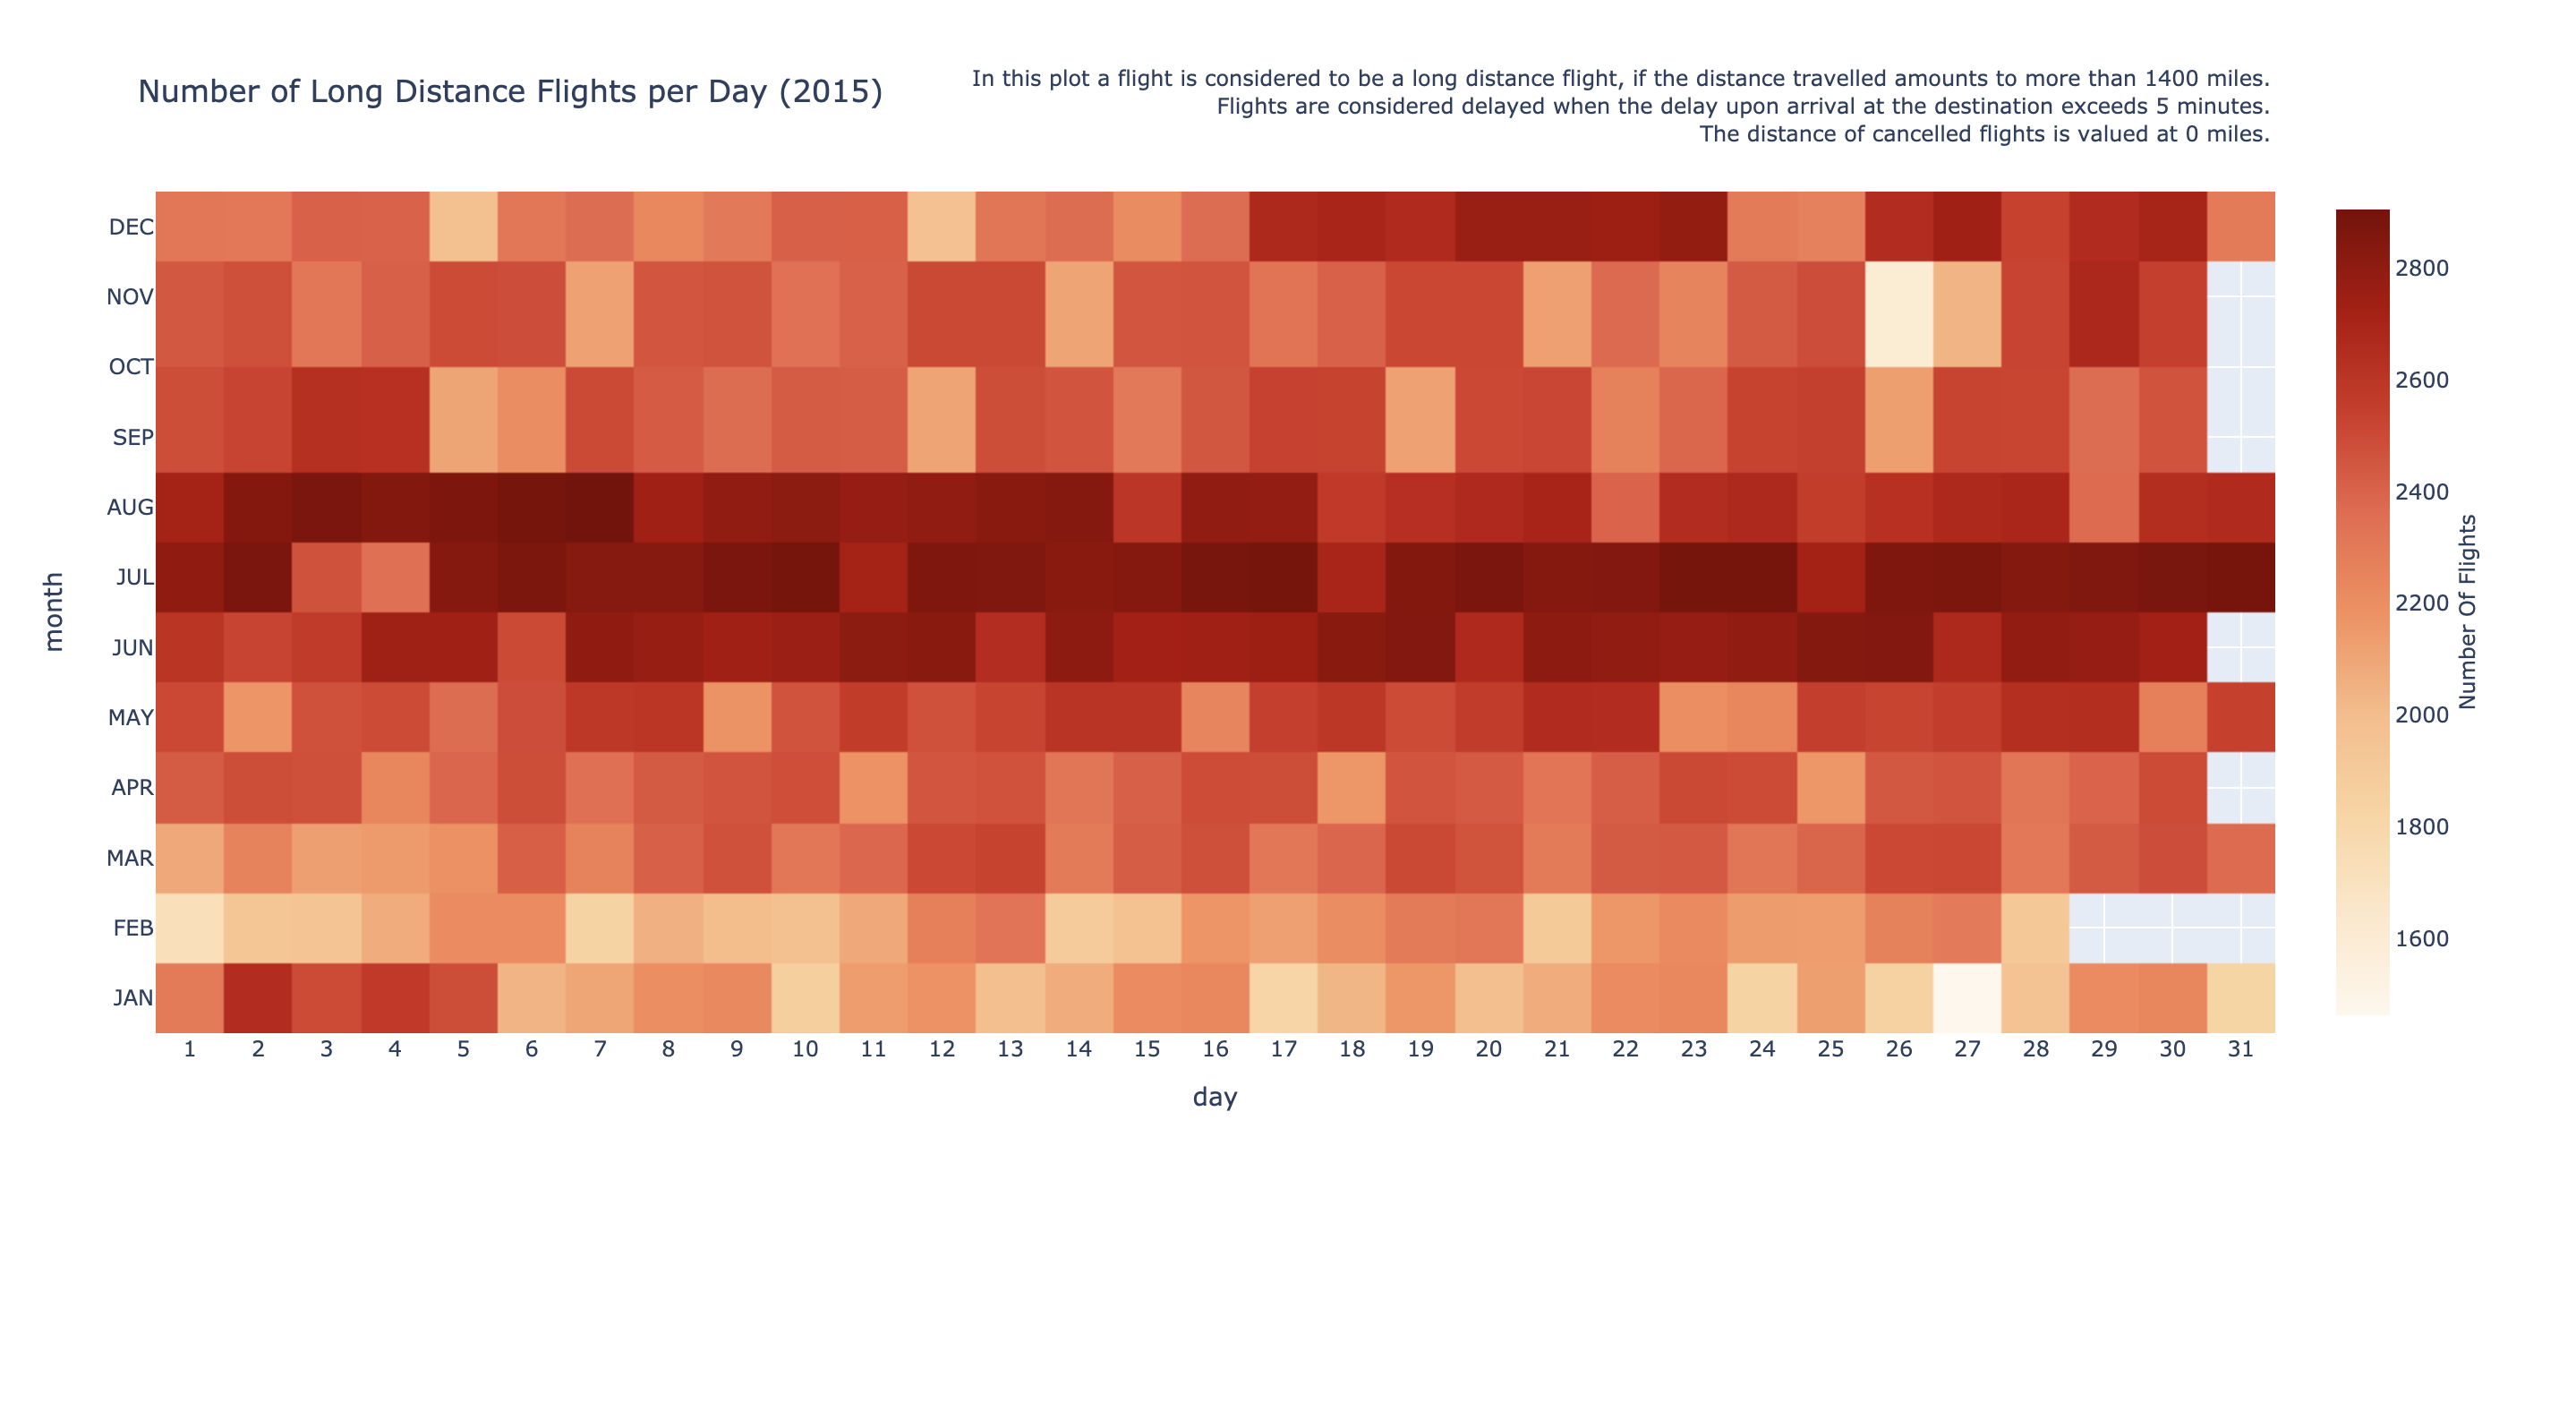 Number of Long Distance Flights per Day (2015)
In this plot a flight is considered to be a long distance flight, if the distance travelled amounts to more than 1400 miles.
Flights are considered delayed when the delay upon arrival at the destination exceeds 5 minutes.
The distance of cancelled flights is valued at 0 miles.
month
DEC
NOV
OCT
SEP
AUG
JUL
JUN
MAY
APR
MAR
FEB
JAN
1 2 3 4 5 6 7 8 9 10 11 12 13 14 15 16 17 18 19 20 21 22 23 24 25 26 27 28 29 30 31
day
2800
2600
2400
2200
2000
1800
1600
Number Of Flights